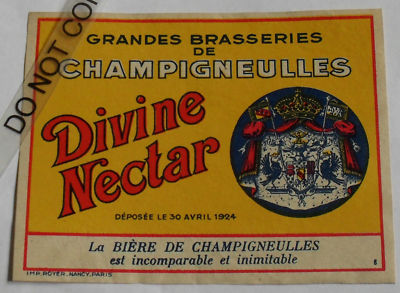 DO NOT CO
GRANDES BRASSERIES
DE
CHAMPIGNEULLES
Divine
Nectar
DÉPOSÉE LE 30 AVRIL 1924
La BIÈRE DE CHAMPIGNEULLES
est incomparable et inimitable
6
IMP. ROYER. NANCY. PARIS